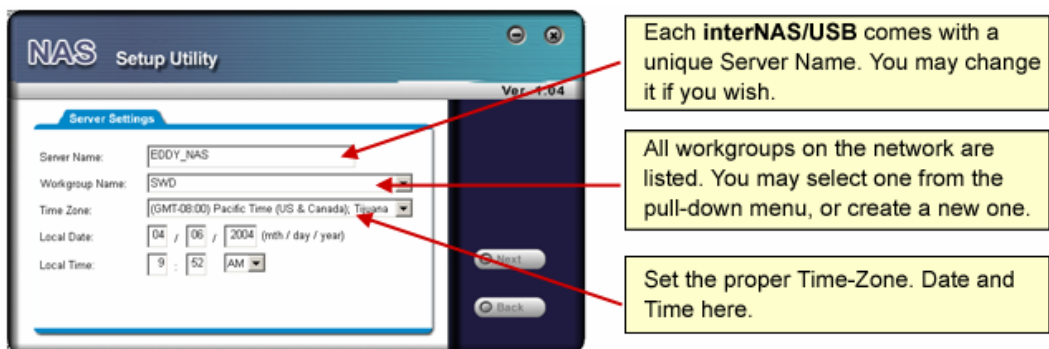 NAS Setup Utility
Ver. 1.04
Server Settings
Server Name: EDDY_NAS
Workgroup Name: SWD
Time Zone: (GMT-08:00) Pacific Time (US & Canada); Tijuana
Local Date: 04 / 06 / 2004 (mth / day / year)
Local Time: 9 : 52 AM
Next
Back
Each interNAS/USB comes with a
unique Server Name. You may change
it if you wish.
All workgroups on the network are
listed. You may select one from the
pull-down menu, or create a new one.
Set the proper Time-Zone. Date and
Time here.